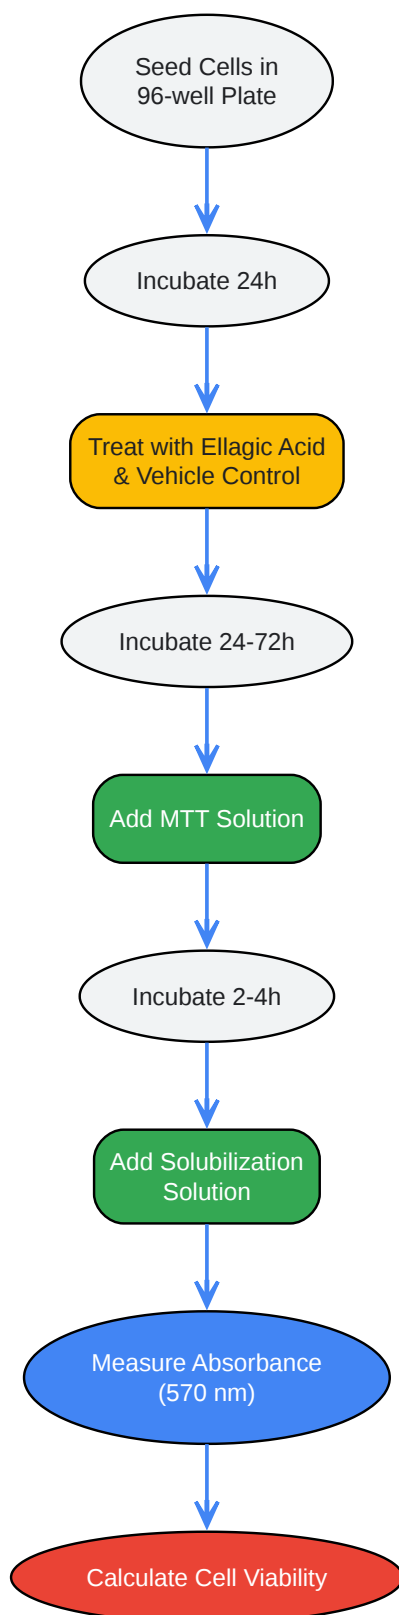 Seed Cells in
96-well Plate
Incubate 24h
Treat with Ellagic Acid
& Vehicle Control
Incubate 24-72h
Add MTT Solution
Incubate 2-4h
Add Solubilization
Solution
Measure Absorbance
(570 nm)
Calculate Cell Viability